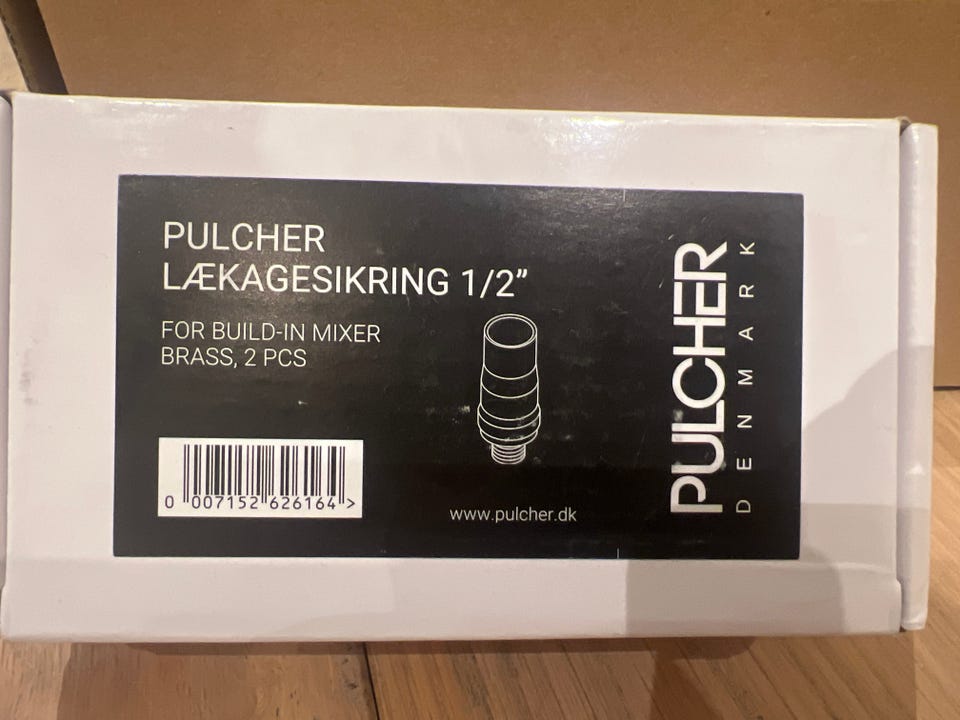 PULCHER
LÆKAGESIKRING 1/2”
FOR BUILD-IN MIXER
BRASS, 2 PCS
0 007152 626164 >
www.pulcher.dk
PULCHER
DENMARK